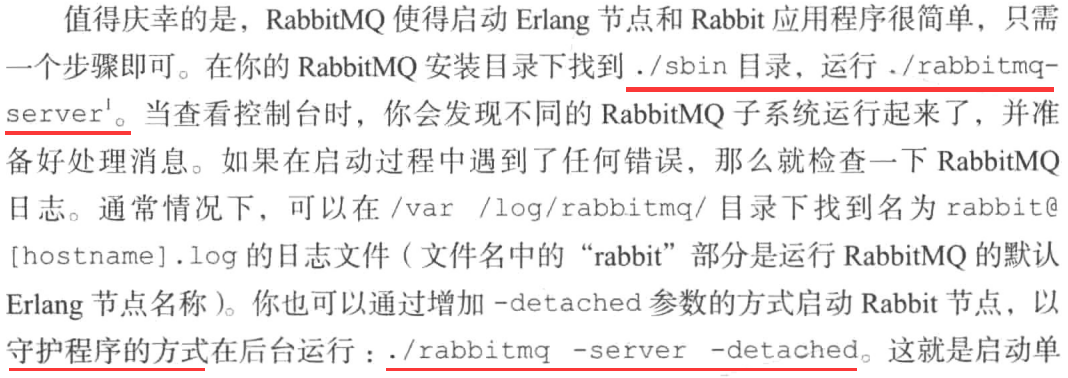 值得庆幸的是，RabbitMQ 使得启动 Erlang 节点和 Rabbit 应用程序很简单，只需
一个步骤即可。在你的 RabbitMQ 安装目录下找到 ./sbin 目录，运行 ./rabbitmq-
server¹。当查看控制台时，你会发现不同的 RabbitMQ 子系统运行起来了，并准
备好处理消息。如果在启动过程中遇到了任何错误，那么就检查一下 RabbitMQ
日志。通常情况下，可以在 /var /log/rabbitmq/ 目录下找到名为 rabbit@
[hostname].log 的日志文件（文件名中的“rabbit”部分是运行 RabbitMQ 的默认
Erlang 节点名称）。你也可以通过增加 -detached 参数的方式启动 Rabbit 节点，以
守护程序的方式在后台运行：./rabbitmq -server -detached。这就是启动单